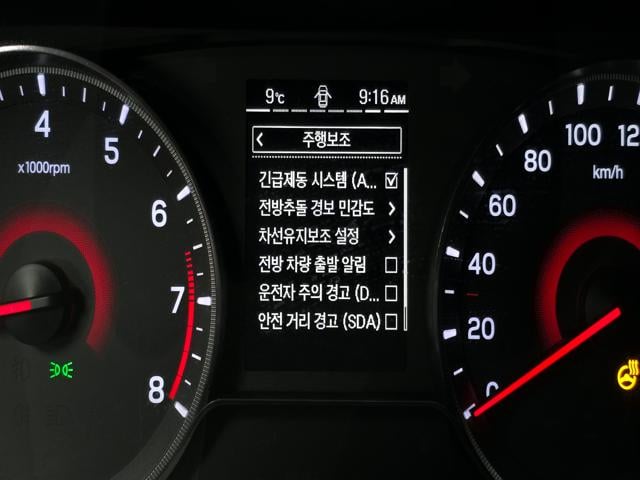 9℃ 9:16 AM
< 주행보조
긴급제동 시스템 (A...
전방추돌 경보 민감도 >
차선유지보조 설정 >
전방 차량 출발 알림
운전자 주의 경고 (D...
안전 거리 경고 (SDA)
4
5
6
7
8
x1000rpm
0
20
40
60
80
100
km/h